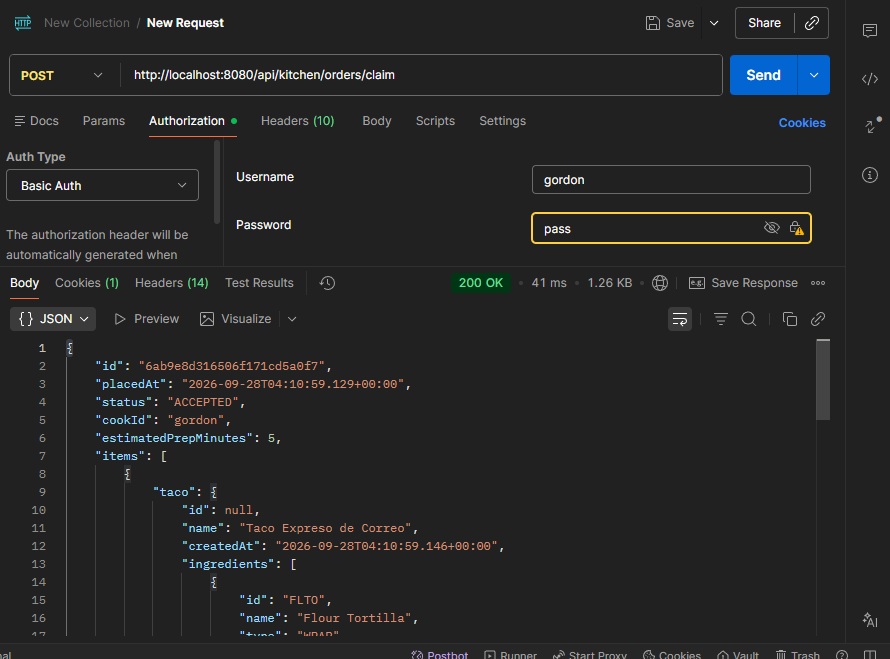 HTTP New Collection / New Request Save Share
POST http://localhost:8080/api/kitchen/orders/claim Send
Docs Params Authorization Headers (10) Body Scripts Settings Cookies
Auth Type
Basic Auth
The authorization header will be
automatically generated when
Username gordon
Password pass
Body Cookies (1) Headers (14) Test Results 200 OK • 41 ms • 1.26 KB e.g. Save Response
{} JSON Preview Visualize
1 {
2 "id": "6ab9e8d316506f171cd5a0f7",
3 "placedAt": "2026-09-28T04:10:59.129+00:00",
4 "status": "ACCEPTED",
5 "cookId": "gordon",
6 "estimatedPrepMinutes": 5,
7 "items": [
8 {
9 "taco": {
10 "id": null,
11 "name": "Taco Expreso de Correo",
12 "createdAt": "2026-09-28T04:10:59.146+00:00",
13 "ingredients": [
14 {
15 "id": "FLTO",
16 "name": "Flour Tortilla",
17 "type": "WRAP"
AI
Postbot Runner Start Proxy Cookies Vault Trash